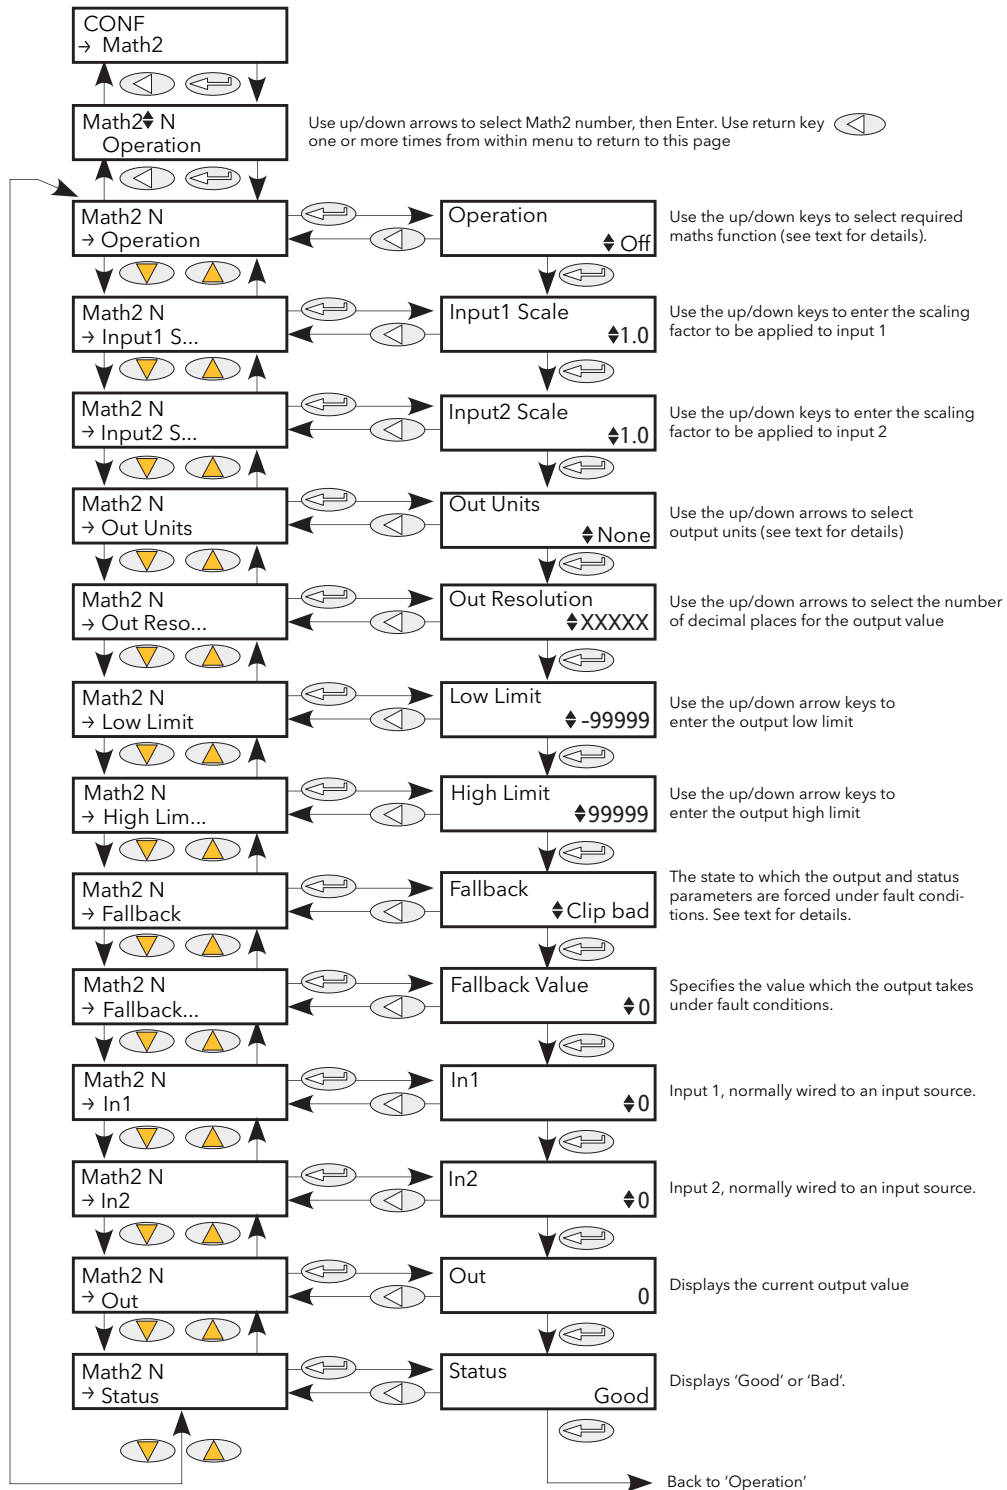 CONF
→ Math2
Math2 N
Operation
Use up/down arrows to select Math2 number, then Enter. Use return key
one or more times from within menu to return to this page
Math2 N
→ Operation
Operation
Off
Use the up/down keys to select required
maths function (see text for details).
Math2 N
→ Input1 S...
Input1 Scale
1.0
Use the up/down keys to enter the scaling
factor to be applied to input 1
Math2 N
→ Input2 S...
Input2 Scale
1.0
Use the up/down keys to enter the scaling
factor to be applied to input 2
Math2 N
→ Out Units
Out Units
None
Use the up/down arrows to select
output units (see text for details)
Math2 N
→ Out Reso...
Out Resolution
XXXXX
Use the up/down arrows to select the number
of decimal places for the output value
Math2 N
→ Low Limit
Low Limit
-99999
Use the up/down arrow keys to
enter the output low limit
Math2 N
→ High Lim...
High Limit
99999
Use the up/down arrow keys to
enter the output high limit
Math2 N
→ Fallback
Fallback
Clip bad
The state to which the output and status
parameters are forced under fault condi-
tions. See text for details.
Math2 N
→ Fallback...
Fallback Value
0
Specifies the value which the output takes
under fault conditions.
Math2 N
→ In1
In1
0
Input 1, normally wired to an input source.
Math2 N
→ In2
In2
0
Input 2, normally wired to an input source.
Math2 N
→ Out
Out
0
Displays the current output value
Math2 N
→ Status
Status
Good
Displays ‘Good’ or ‘Bad’.
Back to ‘Operation’